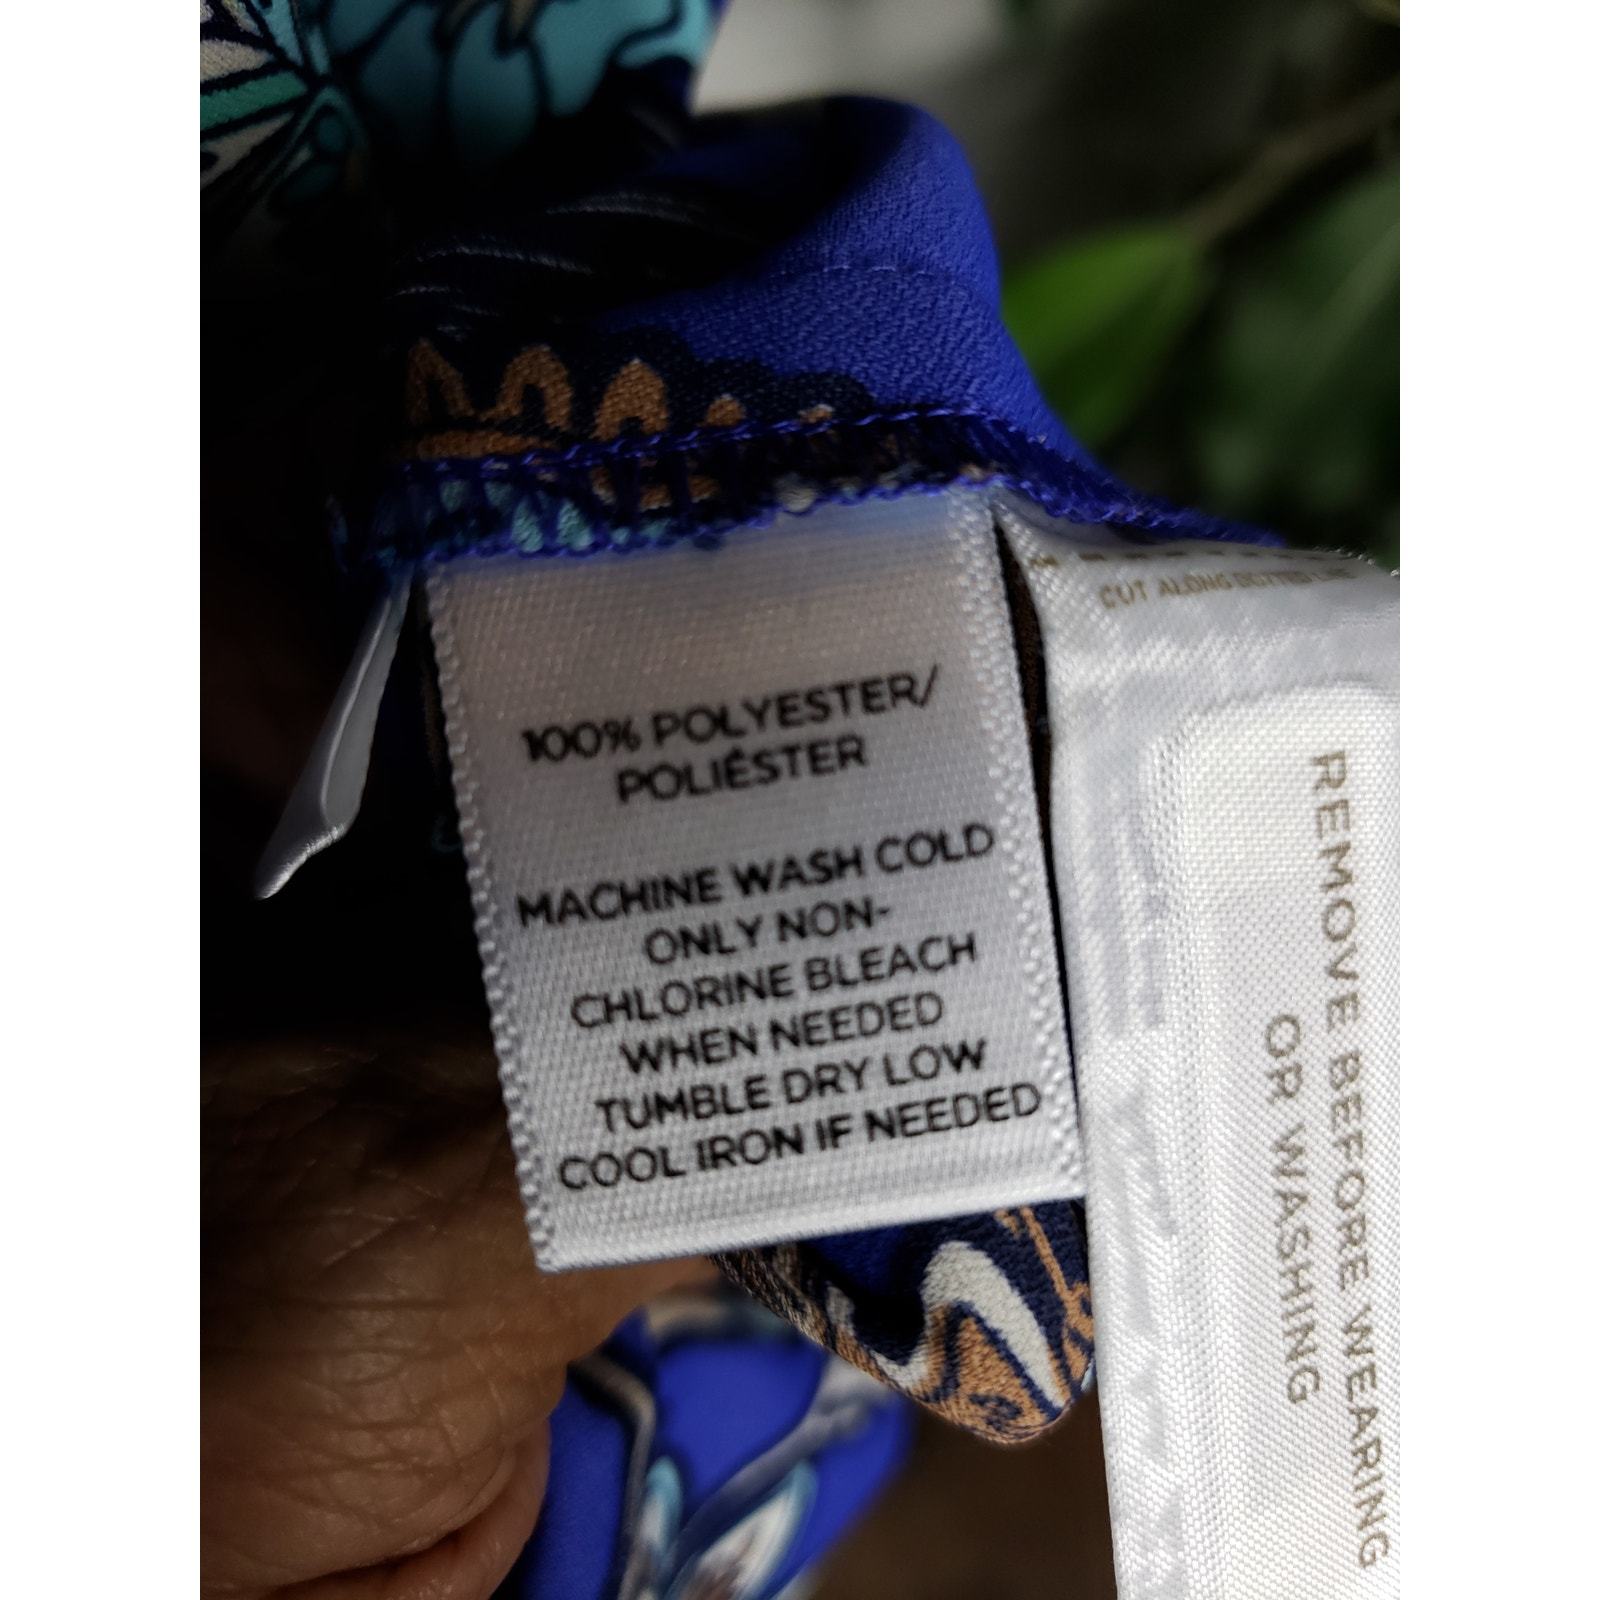 100% POLYESTER/
POLIÉSTER
MACHINE WASH COLD
ONLY NON-
CHLORINE BLEACH
WHEN NEEDED
TUMBLE DRY LOW
COOL IRON IF NEEDED
CUT ALONG DOTTED LINE
REMOVE BEFORE WEARING
OR WASHING